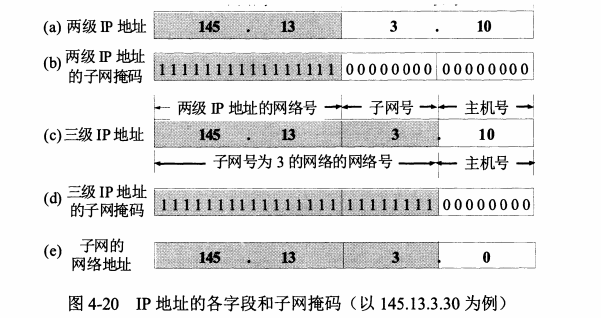 (a) 两级 IP 地址 145 . 13 3 . 10
(b) 两级 IP 地址
的子网掩码 1111111111111111 00000000 00000000
两级 IP 地址的网络号 子网号 主机号
(c) 三级 IP 地址 145 . 13 3 . 10
子网号为 3 的网络的网络号 主机号
(d) 三级 IP 地址
的子网掩码 1111111111111111 11111111 00000000
(e) 子网的
网络地址 145 . 13 3 . 0
图 4-20 IP 地址的各字段和子网掩码（以 145.13.3.30 为例）